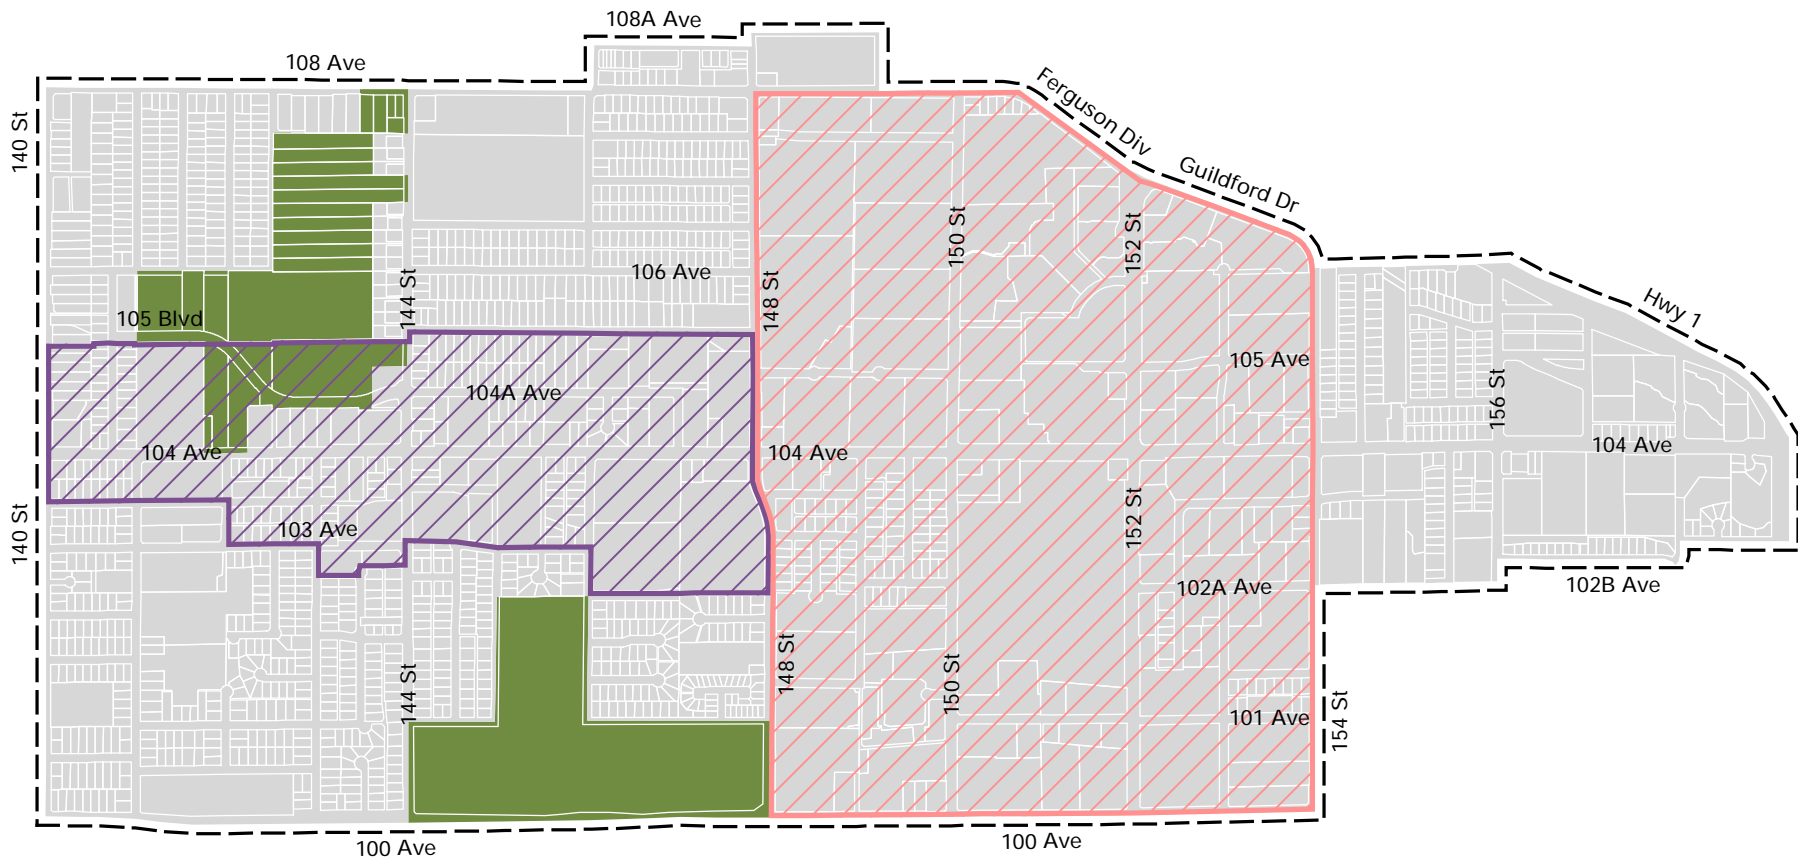 108A Ave
108 Ave
Ferguson Div
140 St
Guildford Dr
150 St
152 St
106 Ave
144 St
148 St
Hwy 1
105 Blvd
105 Ave
104A Ave
156 St
104 Ave
104 Ave
104 Ave
140 St
103 Ave
152 St
102A Ave
102B Ave
148 St
150 St
144 St
101 Ave
154 St
100 Ave
100 Ave